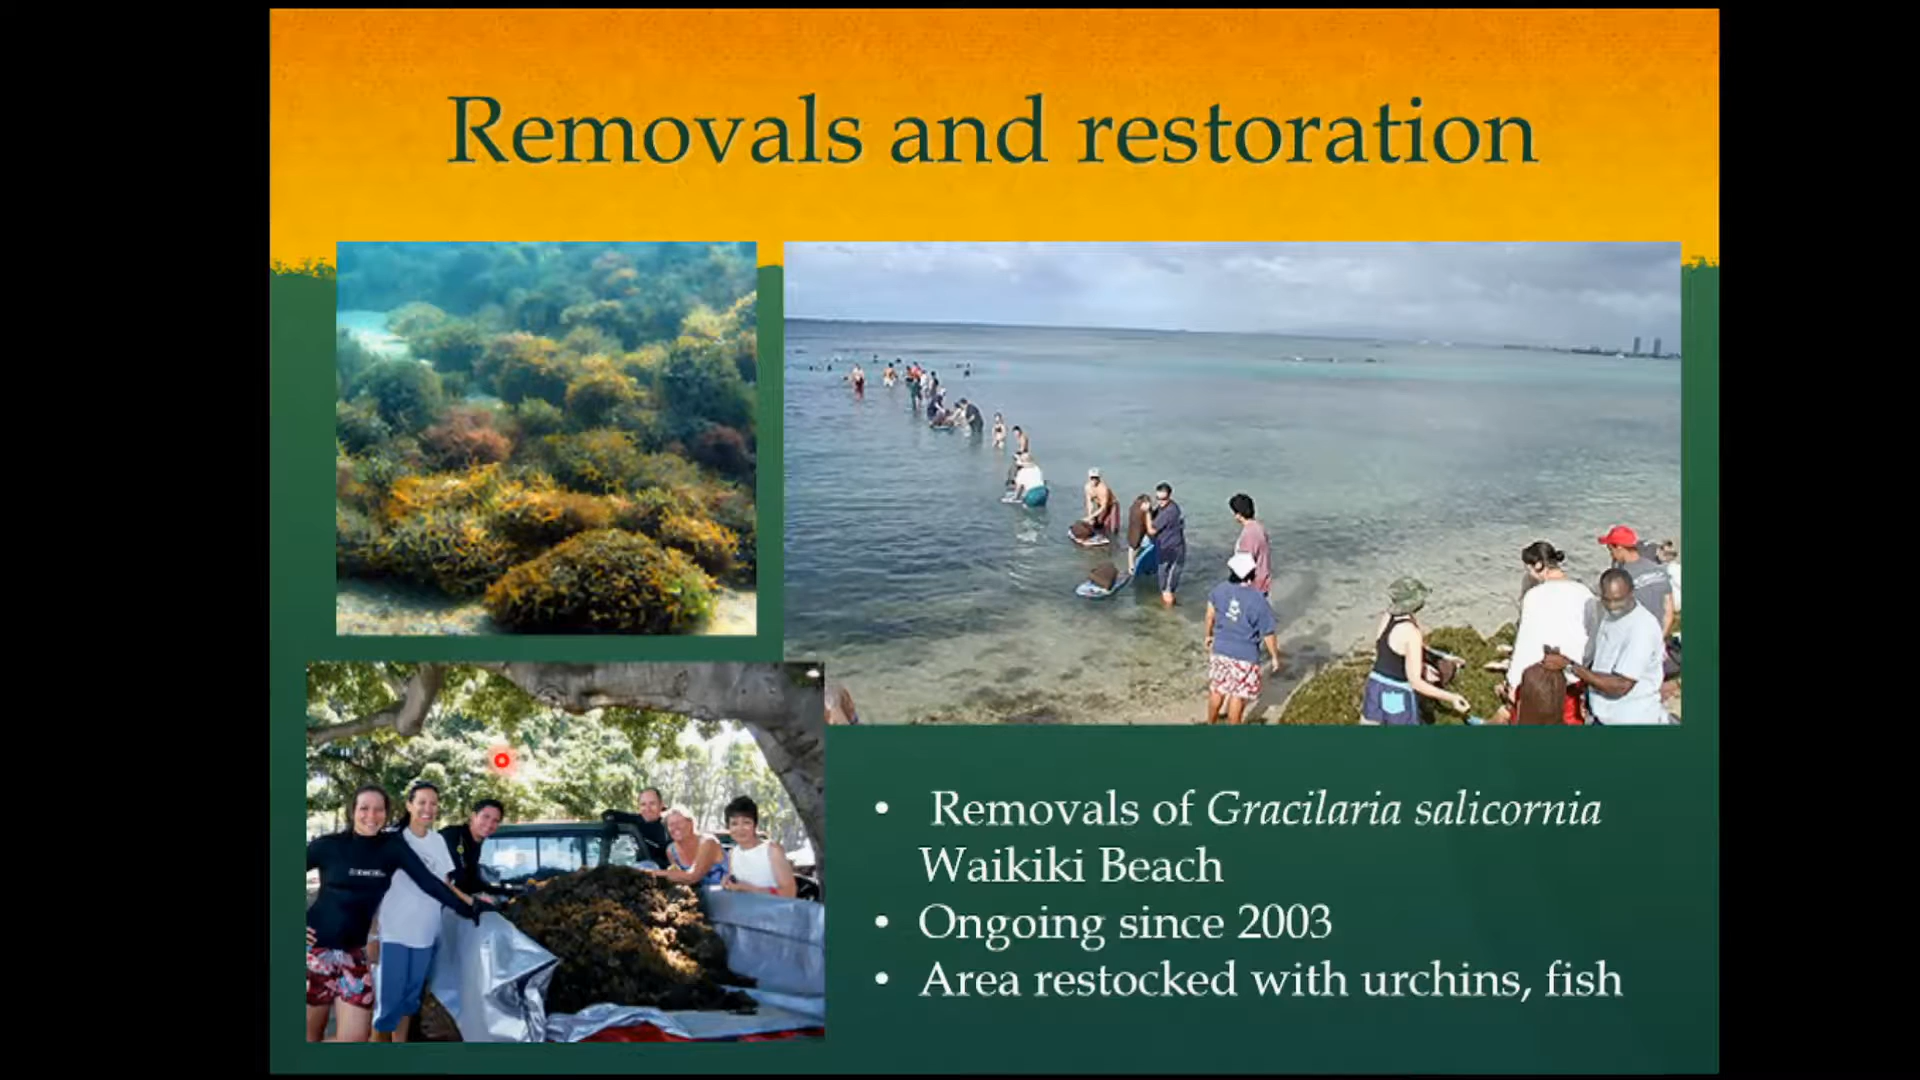 Removals and restoration
• Removals of Gracilaria salicornia
Waikiki Beach
• Ongoing since 2003
• Area restocked with urchins, fish